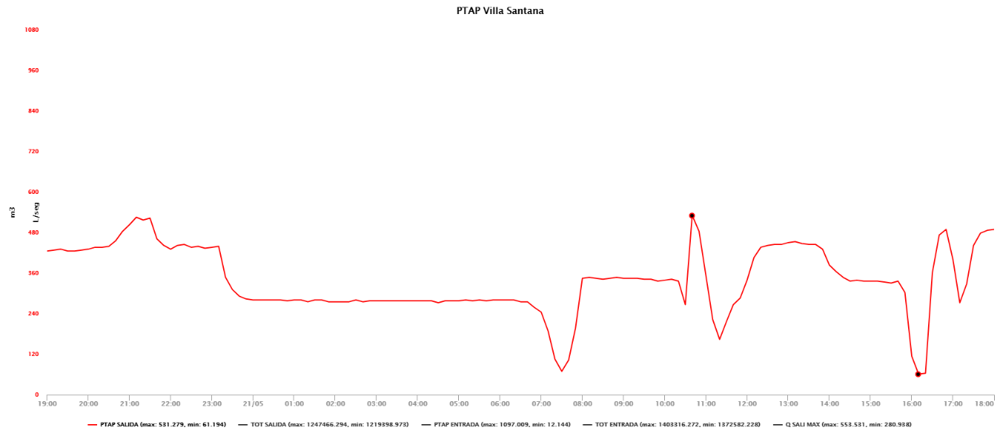 PTAP Villa Santana
1080
960
840
720
600
480
360
240
120
0
m3
L/seg
19:00 20:00 21:00 22:00 23:00 21/05 01:00 02:00 03:00 04:00 05:00 06:00 07:00 08:00 09:00 10:00 11:00 12:00 13:00 14:00 15:00 16:00 17:00 18:00
PTAP SALIDA (max: 531.279, min: 61.194) TOT SALIDA (max: 1247466.294, min: 1219398.973) PTAP ENTRADA (max: 1097.009, min: 12.144) TOT ENTRADA (max: 1403316.272, min: 1372582.228) Q SALI MAX (max: 553.531, min: 280.938)